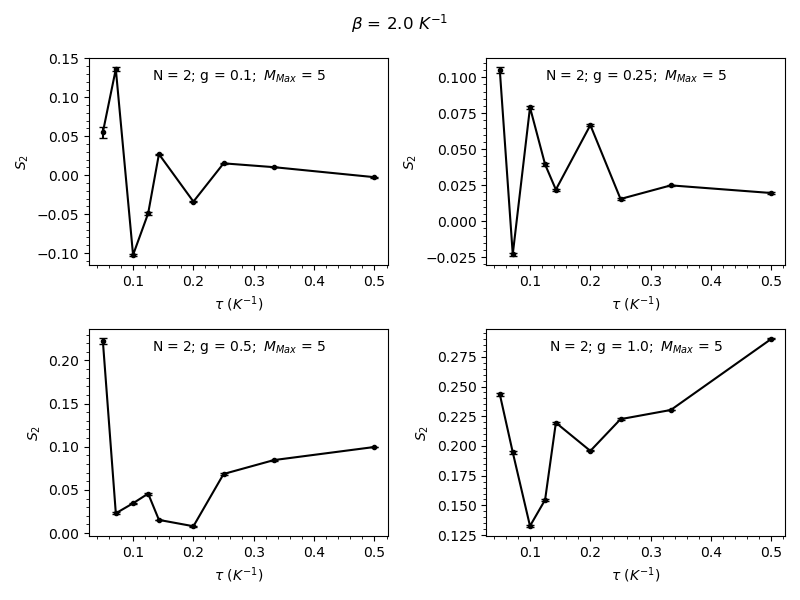 β = 2.0 K⁻¹
N = 2; g = 0.1; M_Max = 5
0.15
0.10
0.05
0.00
−0.05
−0.10
S₂
0.1 0.2 0.3 0.4 0.5
τ (K⁻¹)
N = 2; g = 0.25; M_Max = 5
0.100
0.075
0.050
0.025
0.000
−0.025
S₂
0.1 0.2 0.3 0.4 0.5
τ (K⁻¹)
N = 2; g = 0.5; M_Max = 5
0.20
0.15
0.10
0.05
0.00
S₂
0.1 0.2 0.3 0.4 0.5
τ (K⁻¹)
N = 2; g = 1.0; M_Max = 5
0.275
0.250
0.225
0.200
0.175
0.150
0.125
S₂
0.1 0.2 0.3 0.4 0.5
τ (K⁻¹)